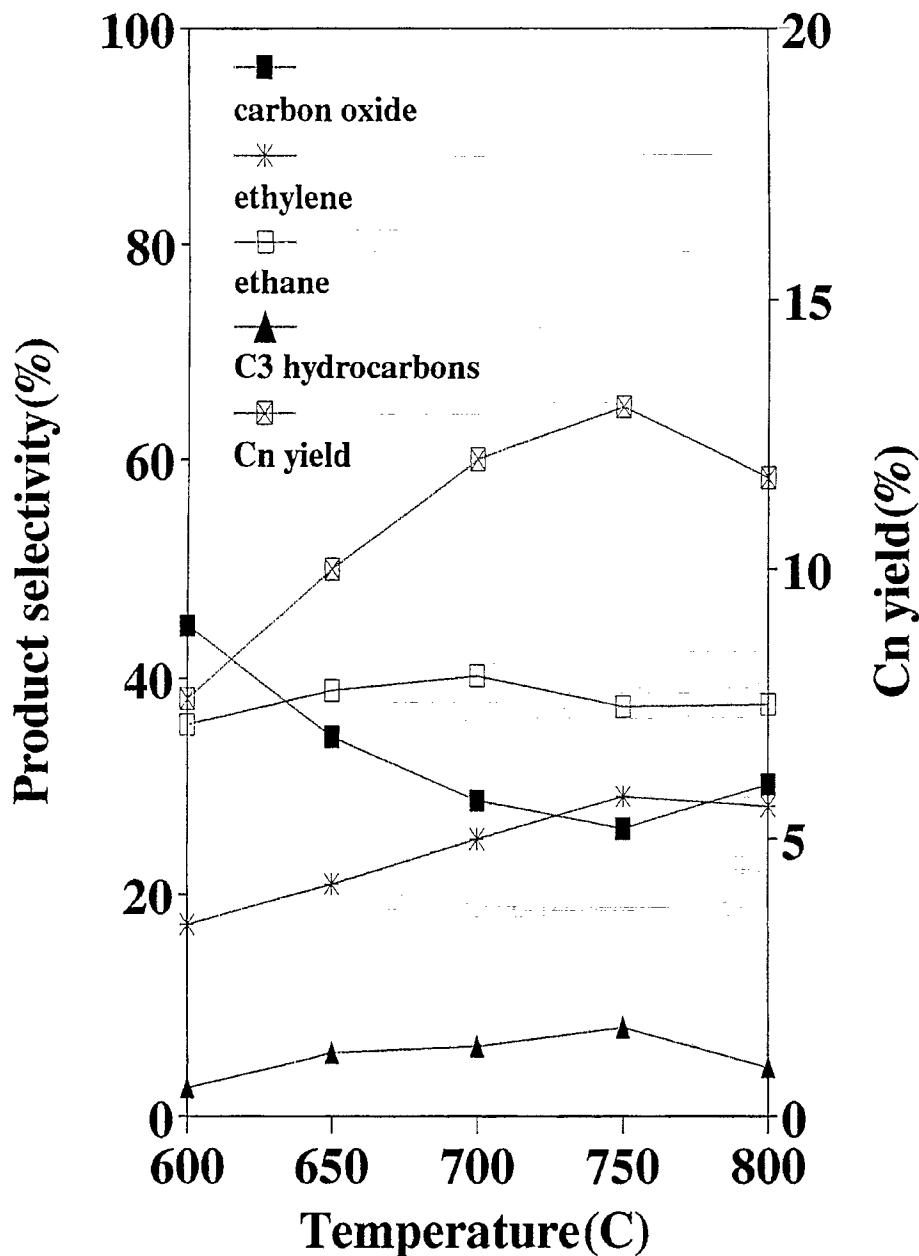 100
80
60
40
20
0
Product selectivity(%)
carbon oxide
ethylene
ethane
C3 hydrocarbons
Cn yield
20
15
10
5
0
Cn yield(%)
600 650 700 750 800
Temperature(C)